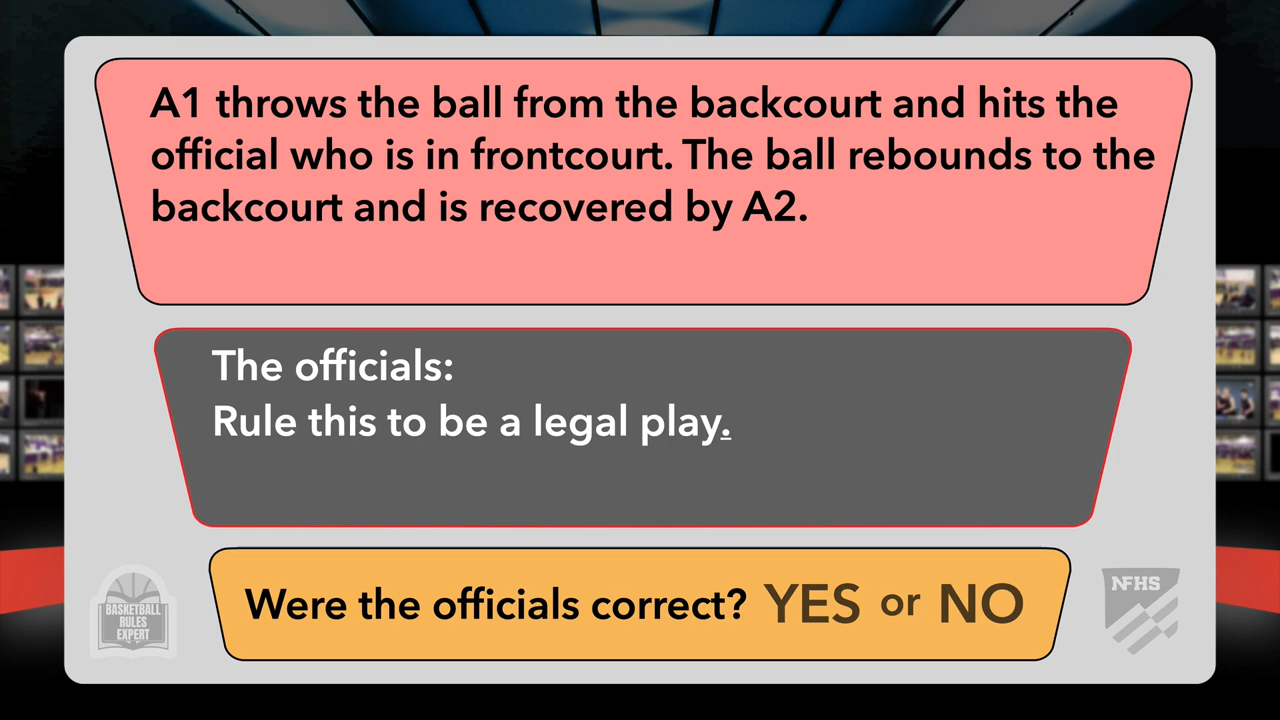 A1 throws the ball from the backcourt and hits the
official who is in frontcourt. The ball rebounds to the
backcourt and is recovered by A2.
The officials:
Rule this to be a legal play.
Were the officials correct? YES or NO
BASKETBALL
RULES
EXPERT
NFHS